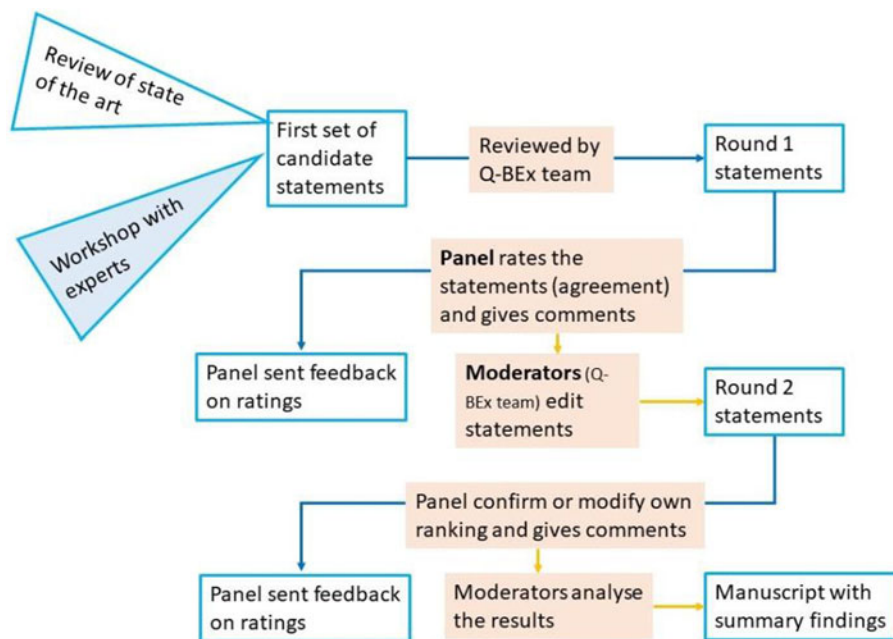 Review of state
of the art
First set of
candidate
statements
Reviewed by
Q-BEx team
Round 1
statements
Workshop with
experts
Panel rates the
statements (agreement)
and gives comments
Panel sent feedback
on ratings
Moderators (Q-
BEx team) edit
statements
Round 2
statements
Panel confirm or modify own
ranking and gives comments
Panel sent feedback
on ratings
Moderators analyse
the results
Manuscript with
summary findings